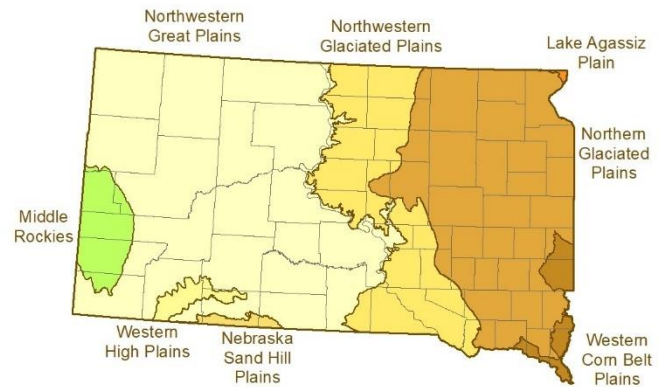 Northwestern
Great Plains
Northwestern
Glaciated Plains
Lake Agassiz
Plain
Northern
Glaciated
Plains
Middle
Rockies
Western
High Plains
Nebraska
Sand Hill
Plains
Western
Corn Belt
Plains